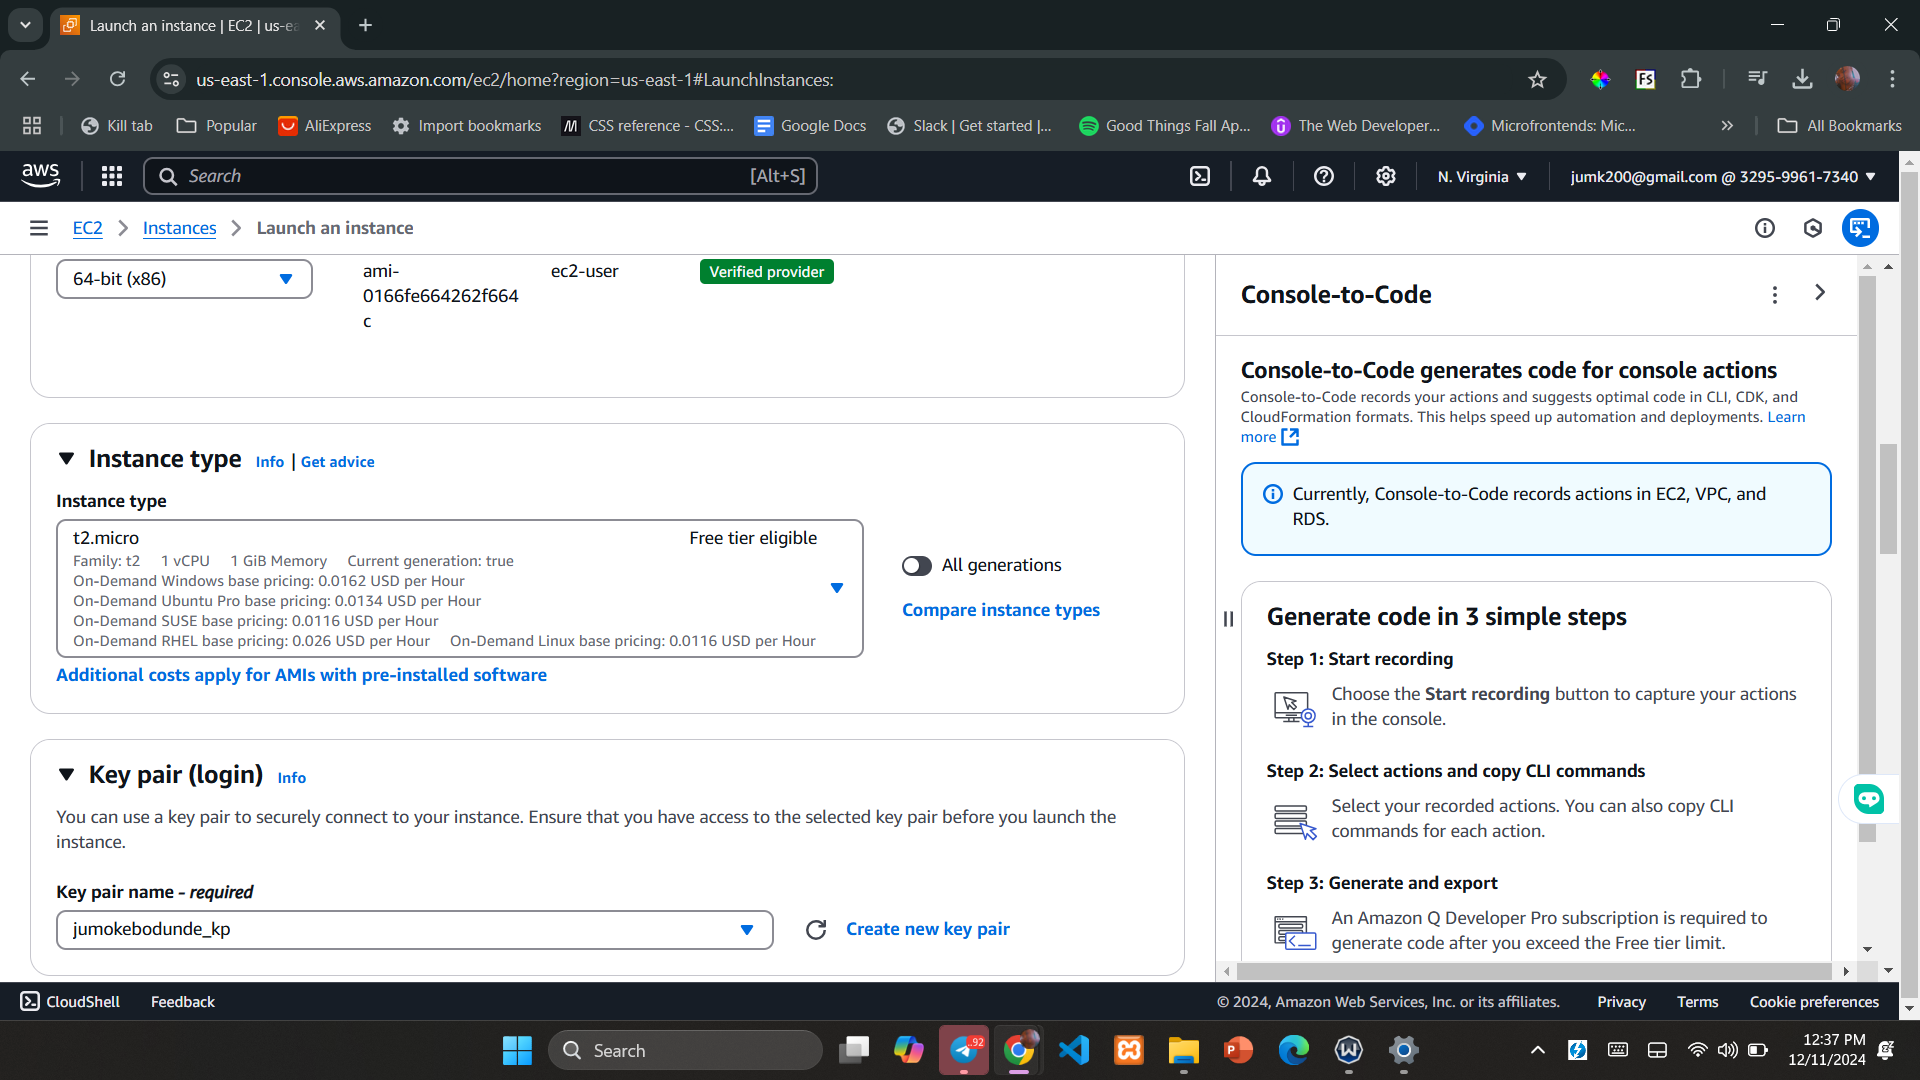 Launch an instance | EC2 | us-ea
us-east-1.console.aws.amazon.com/ec2/home?region=us-east-1#LaunchInstances:
Kill tab
Popular
AliExpress
Import bookmarks
CSS reference - CSS:...
Google Docs
Slack | Get started |...
Good Things Fall Ap...
The Web Developer...
Microfrontends: Mic...
All Bookmarks
aws
Search
[Alt+S]
N. Virginia
jumk200@gmail.com @ 3295-9961-7340
EC2
Instances
Launch an instance
64-bit (x86)
ami-
0166fe664262f664
c
ec2-user
Verified provider
Instance type
Info
| Get advice
Instance type
t2.micro
Free tier eligible
Family: t2 1 vCPU 1 GiB Memory Current generation: true
On-Demand Windows base pricing: 0.0162 USD per Hour
On-Demand Ubuntu Pro base pricing: 0.0134 USD per Hour
On-Demand SUSE base pricing: 0.0116 USD per Hour
On-Demand RHEL base pricing: 0.026 USD per Hour On-Demand Linux base pricing: 0.0116 USD per Hour
All generations
Compare instance types
Additional costs apply for AMIs with pre-installed software
Key pair (login)
Info
You can use a key pair to securely connect to your instance. Ensure that you have access to the selected key pair before you launch the
instance.
Key pair name - required
jumokebodunde_kp
Create new key pair
Console-to-Code
Console-to-Code generates code for console actions
Console-to-Code records your actions and suggests optimal code in CLI, CDK, and
CloudFormation formats. This helps speed up automation and deployments. Learn
more
Currently, Console-to-Code records actions in EC2, VPC, and
RDS.
Generate code in 3 simple steps
Step 1: Start recording
Choose the Start recording button to capture your actions
in the console.
Step 2: Select actions and copy CLI commands
Select your recorded actions. You can also copy CLI
commands for each action.
Step 3: Generate and export
An Amazon Q Developer Pro subscription is required to
generate code after you exceed the Free tier limit.
CloudShell
Feedback
© 2024, Amazon Web Services, Inc. or its affiliates.
Privacy
Terms
Cookie preferences
Search
..92
12:37 PM
12/11/2024